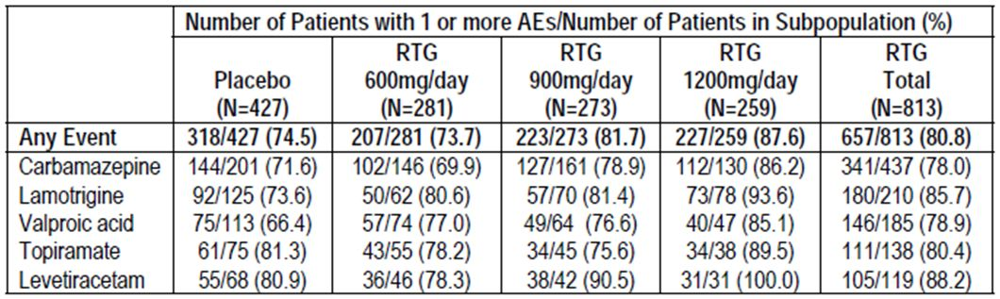 Number of Patients with 1 or more AEs/Number of Patients in Subpopulation (%)
Placebo (N=427) RTG 600mg/day (N=281) RTG 900mg/day (N=273) RTG 1200mg/day (N=259) RTG Total (N=813)
Any Event 318/427 (74.5) 207/281 (73.7) 223/273 (81.7) 227/259 (87.6) 657/813 (80.8)
Carbamazepine 144/201 (71.6) 102/146 (69.9) 127/161 (78.9) 112/130 (86.2) 341/437 (78.0)
Lamotrigine 92/125 (73.6) 50/62 (80.6) 57/70 (81.4) 73/78 (93.6) 180/210 (85.7)
Valproic acid 75/113 (66.4) 57/74 (77.0) 49/64 (76.6) 40/47 (85.1) 146/185 (78.9)
Topiramate 61/75 (81.3) 43/55 (78.2) 34/45 (75.6) 34/38 (89.5) 111/138 (80.4)
Levetiracetam 55/68 (80.9) 36/46 (78.3) 38/42 (90.5) 31/31 (100.0) 105/119 (88.2)